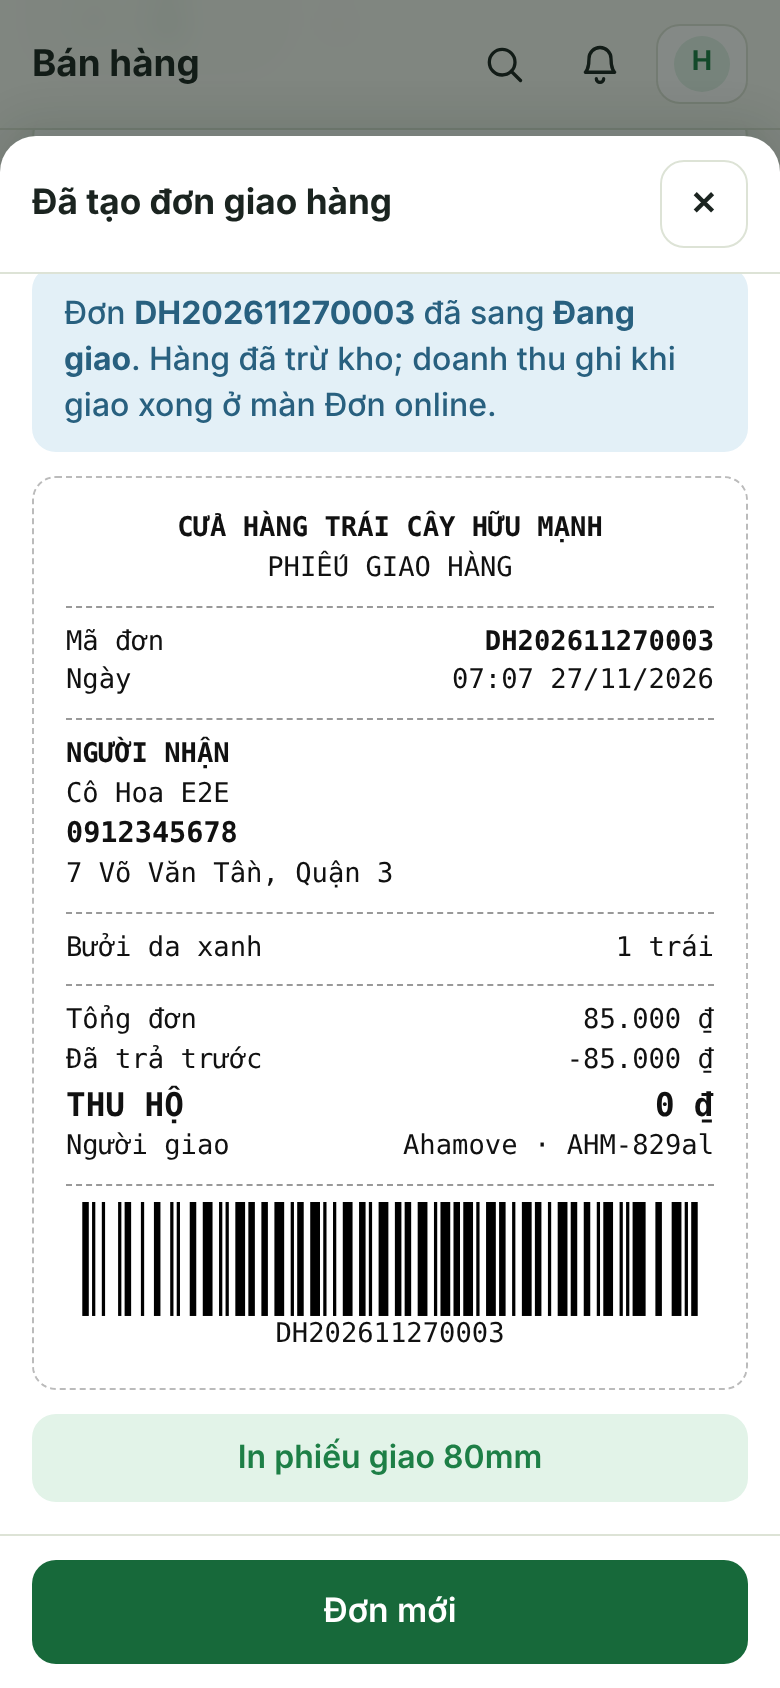 Bán hàng
H
Đã tạo đơn giao hàng
Đơn DH202611270003 đã sang Đang
giao. Hàng đã trừ kho; doanh thu ghi khi
giao xong ở màn Đơn online.
CỬA HÀNG TRÁI CÂY HỮU MẠNH
PHIẾU GIAO HÀNG
Mã đơn DH202611270003
Ngày 07:07 27/11/2026
NGƯỜI NHẬN
Cô Hoa E2E
0912345678
7 Võ Văn Tần, Quận 3
Bưởi da xanh 1 trái
Tổng đơn 85.000 ₫
Đã trả trước -85.000 ₫
THU HỘ 0 ₫
Người giao Ahamove · AHM-829al
DH202611270003
In phiếu giao 80mm
Đơn mới